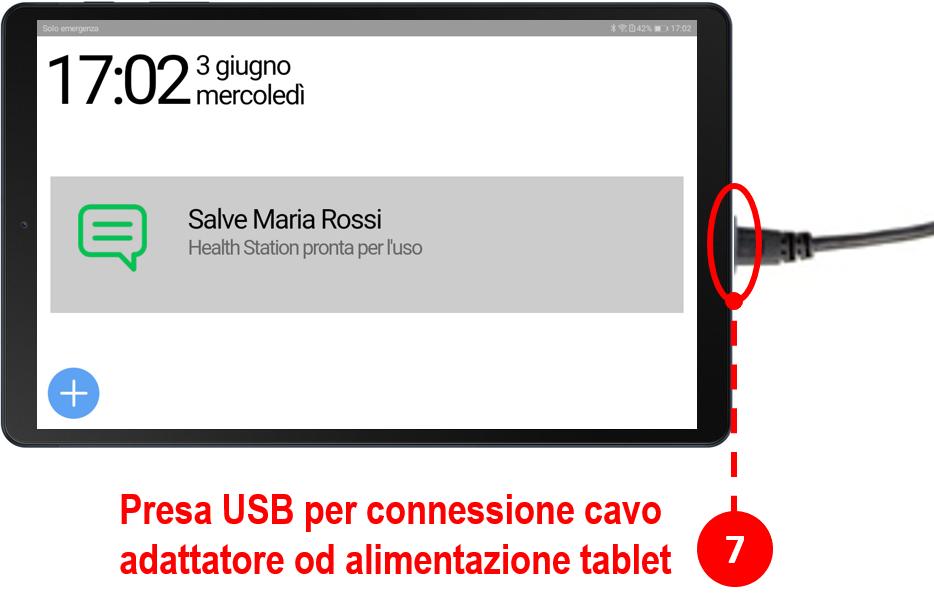 Solo emergenza
42% 17:02
17:02
3 giugno
mercoledì
Salve Maria Rossi
Health Station pronta per l'uso
Presa USB per connessione cavo
adattatore od alimentazione tablet
7